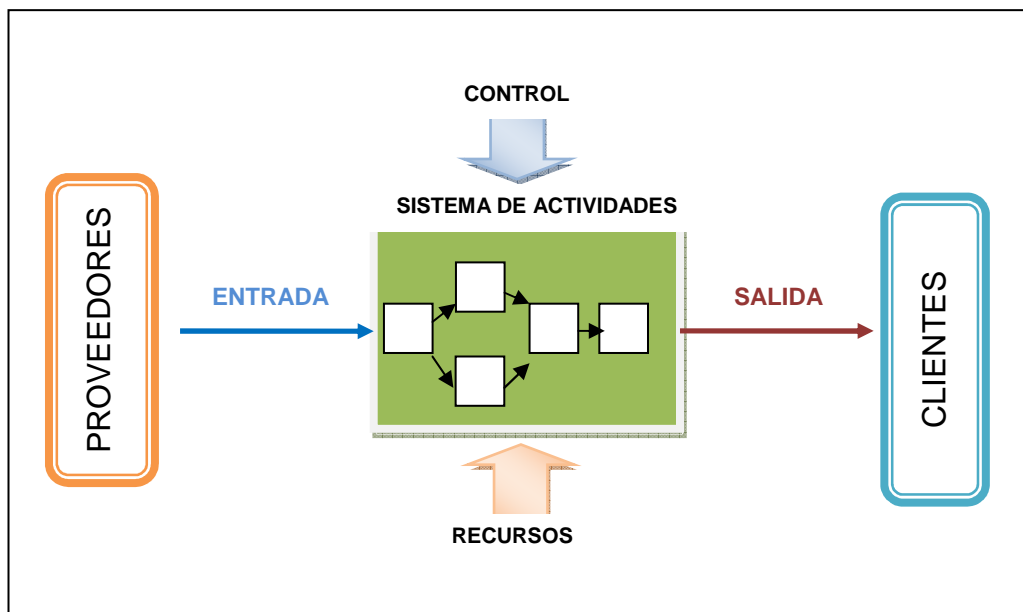 CONTROL
SISTEMA DE ACTIVIDADES
PROVEEDORES
ENTRADA
SALIDA
CLIENTES
RECURSOS